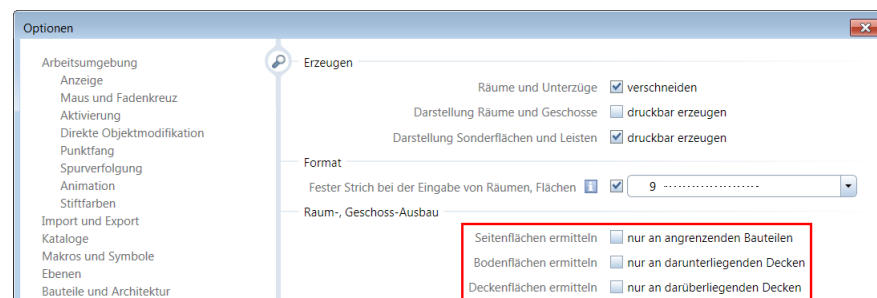 Optionen
Arbeitsumgebung
Anzeige
Maus und Fadenkreuz
Aktivierung
Direkte Objektmodifikation
Punktfang
Spurverfolgung
Animation
Stiftfarben
Import und Export
Kataloge
Makros und Symbole
Ebenen
Bauteile und Architektur
Erzeugen
Räume und Unterzüge verschneiden
Darstellung Räume und Geschosse druckbar erzeugen
Darstellung Sonderflächen und Leisten druckbar erzeugen
Format
Fester Strich bei der Eingabe von Räumen, Flächen 9
Raum-, Geschoss-Ausbau
Seitenflächen ermitteln nur an angrenzenden Bauteilen
Bodenflächen ermitteln nur an darunterliegenden Decken
Deckenflächen ermitteln nur an darüberliegenden Decken